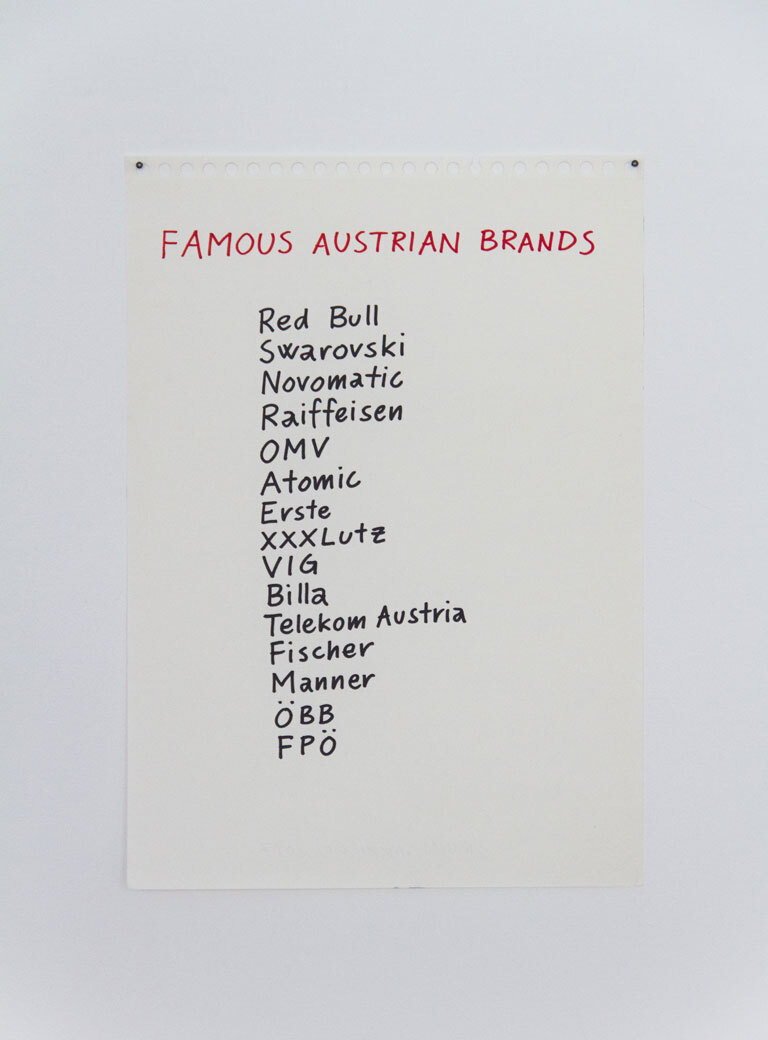 FAMOUS AUSTRIAN BRANDS
Red Bull
Swarovski
Novomatic
Raiffeisen
OMV
Atomic
Erste
XXXLutz
VIG
Billa
Telekom Austria
Fischer
Manner
ÖBB
FPÖ